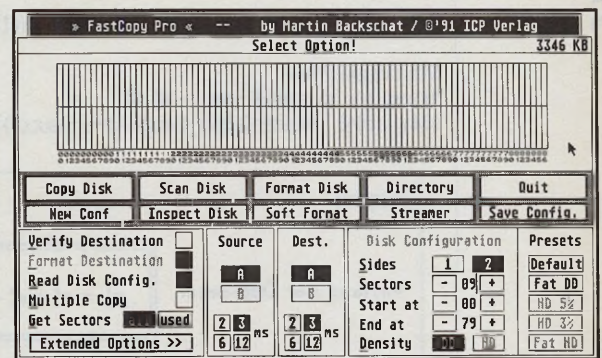 » FastCopy Pro « -- by Martin Backschat / ©'91 ICP Verlag
Select Option! 3346 KB
000000000011111111112222222222333333333344444444445555555555666666666677777777778888888
012345678901234567890123456789012345678901234567890123456789012345678901234567890123456
Copy Disk Scan Disk Format Disk Directory Quit
New Conf Inspect Disk Soft Format Streamer Save Config.
Verify Destination
Format Destination
Read Disk Config.
Multiple Copy
Get Sectors all used
Extended Options >>
Source
A
B
2 3
6 12 ms
Dest.
A
B
2 3
6 12 ms
Disk Configuration
Sides 1 2
Sectors - 09 +
Start at - 00 +
End at - 79 +
Density DD HD
Presets
Default
Fat DD
HD 5¼
HD 3½
Fat HD